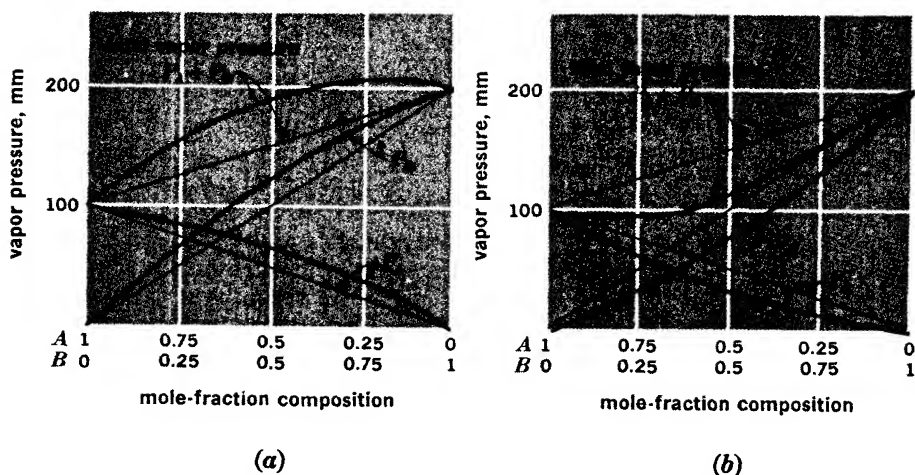 vapor pressure, mm
200
100
A 1 0.75 0.5 0.25 0
B 0 0.25 0.5 0.75 1
mole-fraction composition
(a)
vapor pressure, mm
200
100
A 1 0.75 0.5 0.25 0
B 0 0.25 0.5 0.75 1
mole-fraction composition
(b)